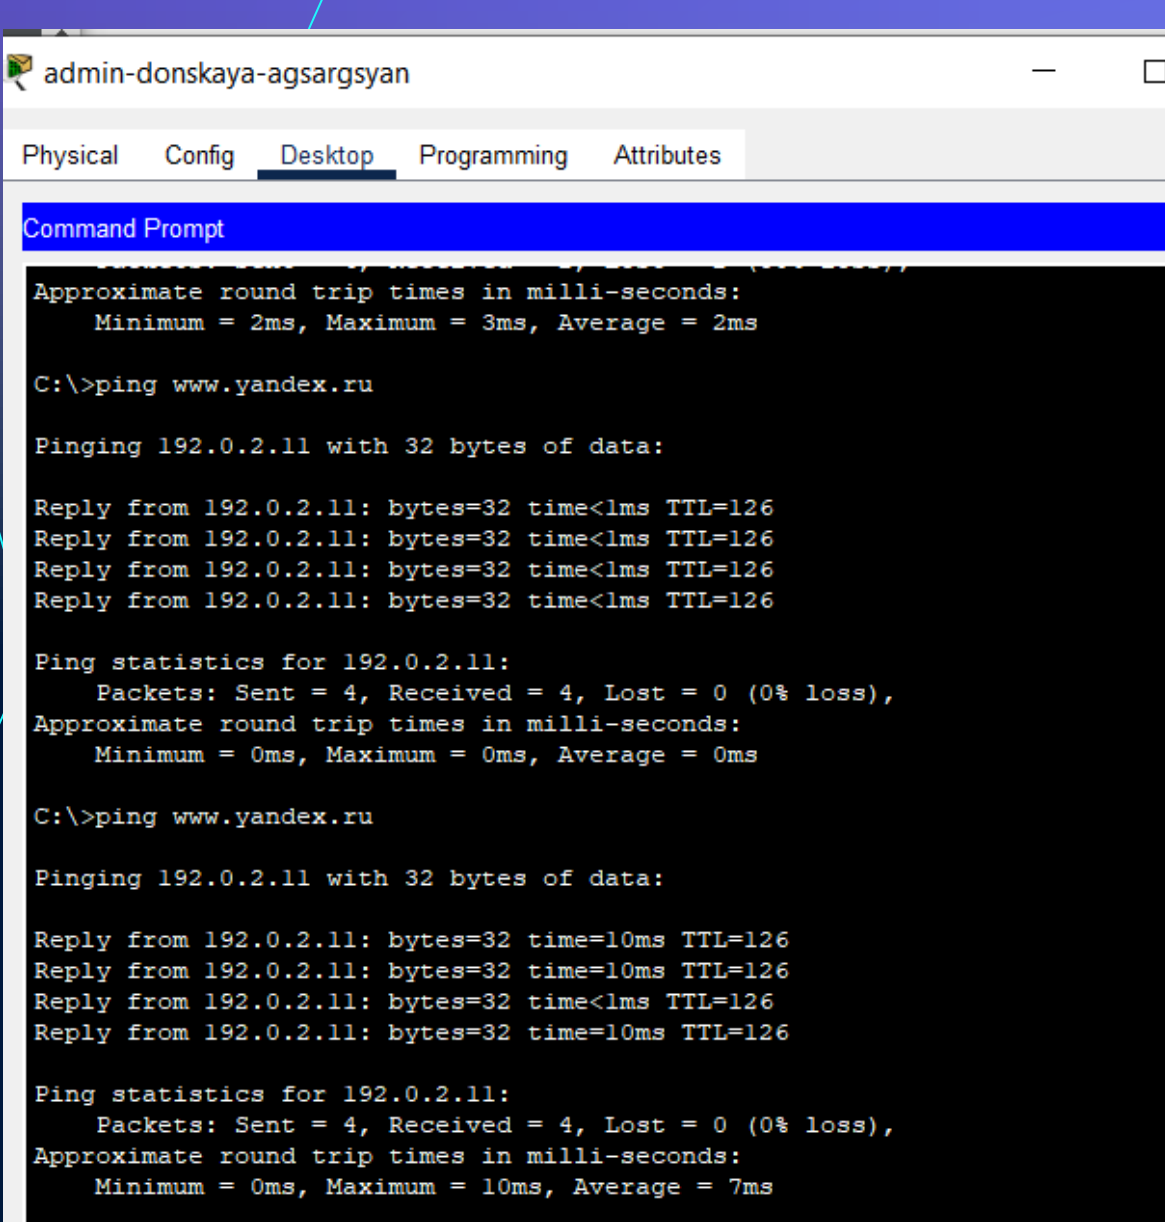 admin-donskaya-agsargsyan
Physical Config Desktop Programming Attributes
Command Prompt
Approximate round trip times in milli-seconds:
Minimum = 2ms, Maximum = 3ms, Average = 2ms
C:\>ping www.yandex.ru
Pinging 192.0.2.11 with 32 bytes of data:
Reply from 192.0.2.11: bytes=32 time<1ms TTL=126
Reply from 192.0.2.11: bytes=32 time<1ms TTL=126
Reply from 192.0.2.11: bytes=32 time<1ms TTL=126
Reply from 192.0.2.11: bytes=32 time<1ms TTL=126
Ping statistics for 192.0.2.11:
Packets: Sent = 4, Received = 4, Lost = 0 (0% loss),
Approximate round trip times in milli-seconds:
Minimum = 0ms, Maximum = 0ms, Average = 0ms
C:\>ping www.yandex.ru
Pinging 192.0.2.11 with 32 bytes of data:
Reply from 192.0.2.11: bytes=32 time=10ms TTL=126
Reply from 192.0.2.11: bytes=32 time=10ms TTL=126
Reply from 192.0.2.11: bytes=32 time<1ms TTL=126
Reply from 192.0.2.11: bytes=32 time=10ms TTL=126
Ping statistics for 192.0.2.11:
Packets: Sent = 4, Received = 4, Lost = 0 (0% loss),
Approximate round trip times in milli-seconds:
Minimum = 0ms, Maximum = 10ms, Average = 7ms